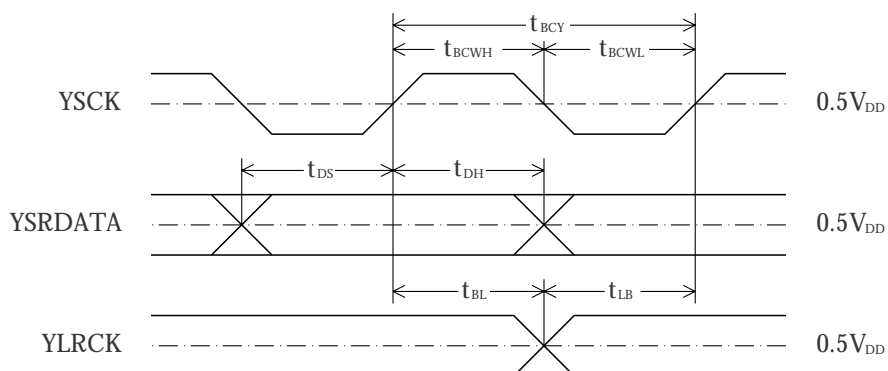 tBCY
tBCWH tBCWL
YSCK 0.5VDD
tDS tDH
YSRDATA 0.5VDD
tBL tLB
YLRCK 0.5VDD